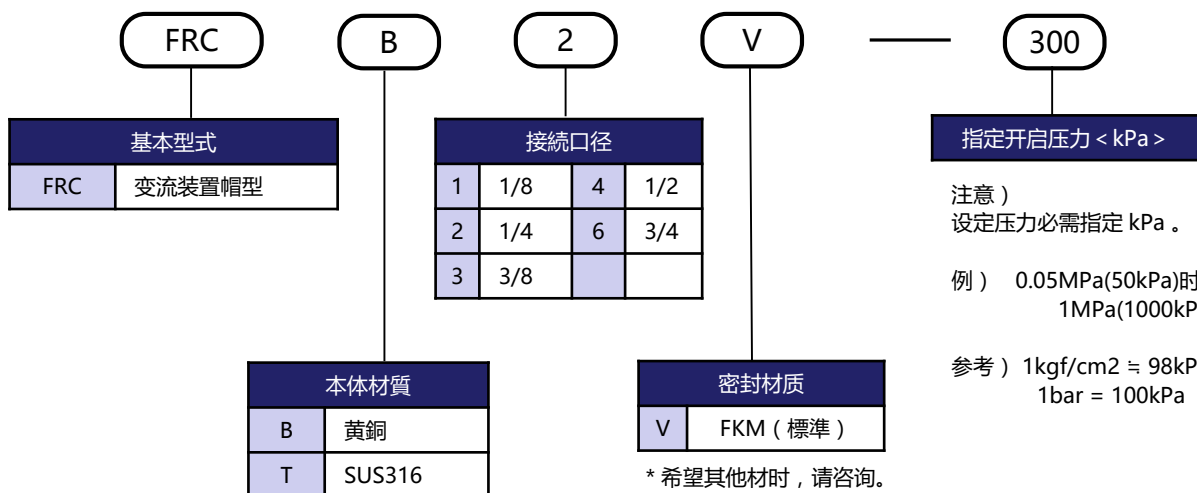 FRC B 2 V — 300
基本型式
FRC 变流装置帽型
接続口径
1 1/8 4 1/2
2 1/4 6 3/4
3 3/8
指定开启压力 < kPa >
注意 )
设定压力必需指定 kPa 。
例 ) 0.05MPa(50kPa)时
1MPa(1000kP
参考 ) 1kgf/cm2 ≒ 98kP
1bar = 100kPa
本体材質
B 黄銅
T SUS316
密封材质
V FKM ( 標準 )
* 希望其他材时 , 请咨询。